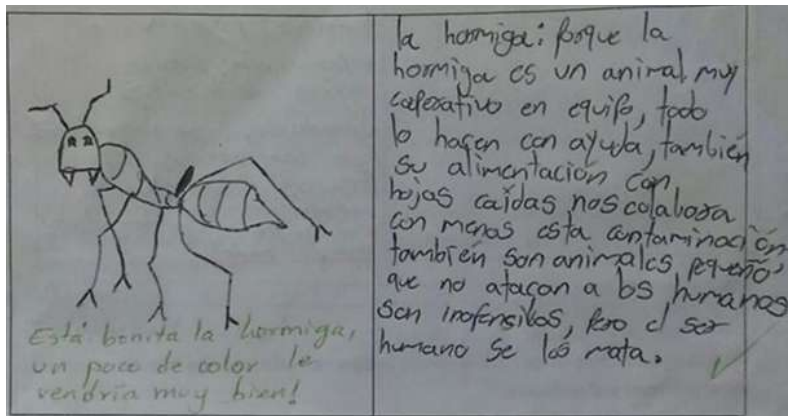 Está bonita la hormiga,
un poco de color le
vendría muy bien!
la hormiga: porque la
hormiga es un animal muy
coperativo en equipo, todo
lo hacen con ayuda, también
su alimentación con
hojas caídas nos colabora
con menos esta contaminación
también son animales pequeño,
que no atacan a los humanos
son inofensivos, pero el ser
humano se los mata.